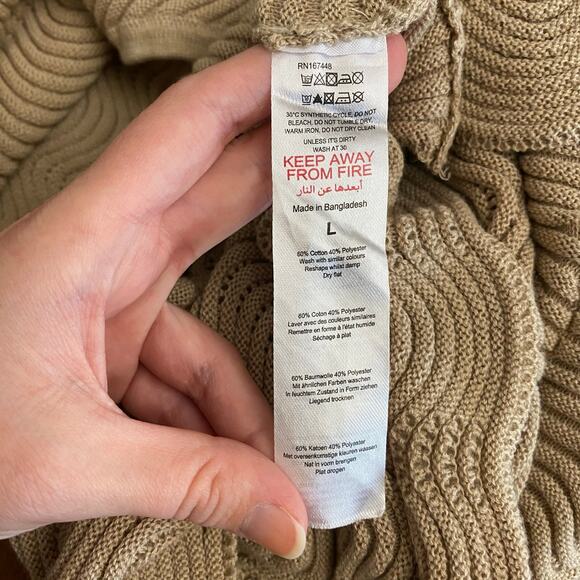 RN167448
30°C SYNTHETIC CYCLE, DO NOT
BLEACH, DO NOT TUMBLE DRY,
WARM IRON, DO NOT DRY CLEAN
UNLESS IT'S DIRTY
WASH AT 30
KEEP AWAY
FROM FIRE
أبعدها عن النار
Made in Bangladesh
L
60% Cotton 40% Polyester
Wash with similar colours
Reshape whilst damp
Dry flat
60% Coton 40% Polyester
Laver avec des couleurs similaires
Remettre en forme à l'état humide
Séchage à plat
60% Baumwolle 40% Polyester
Mit ähnlichen Farben waschen
In feuchtem Zustand in Form ziehen
Liegend trocknen
60% Katoen 40% Polyester
Met overeenkomstige kleuren wassen
Nat in vorm brengen
Plat drogen